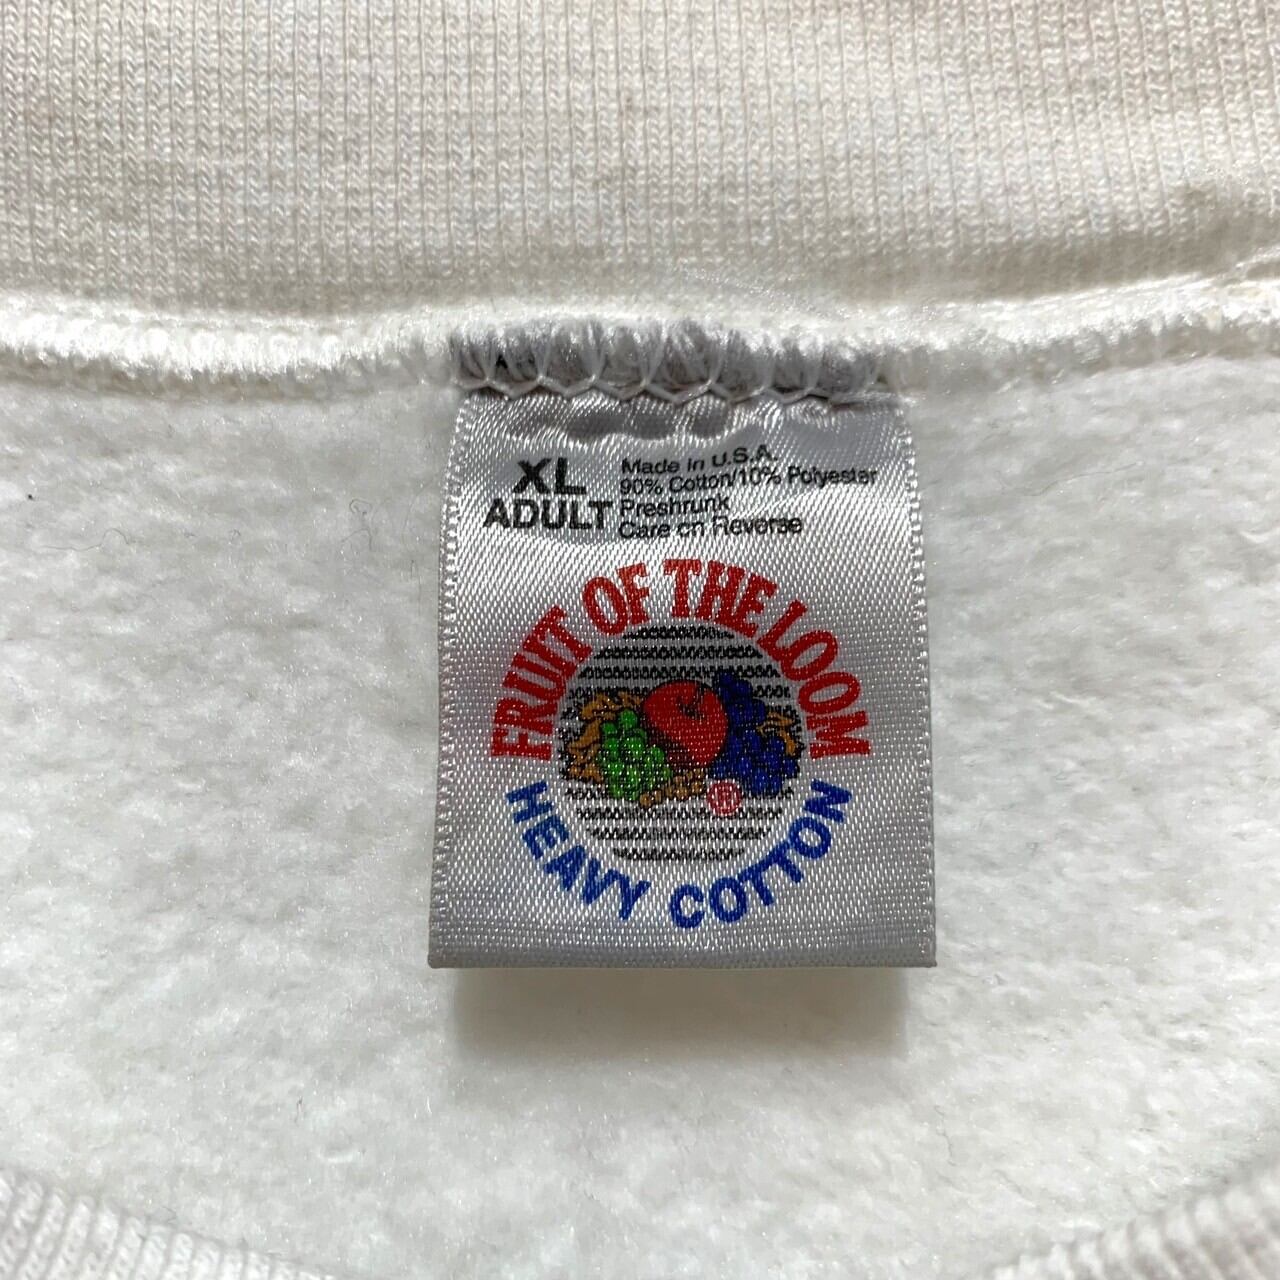 XL
ADULT
Made in U.S.A.
90% Cotton/10% Polyester
Preshrunk
Care on Reverse
FRUIT OF THE LOOM
®
HEAVY COTTON